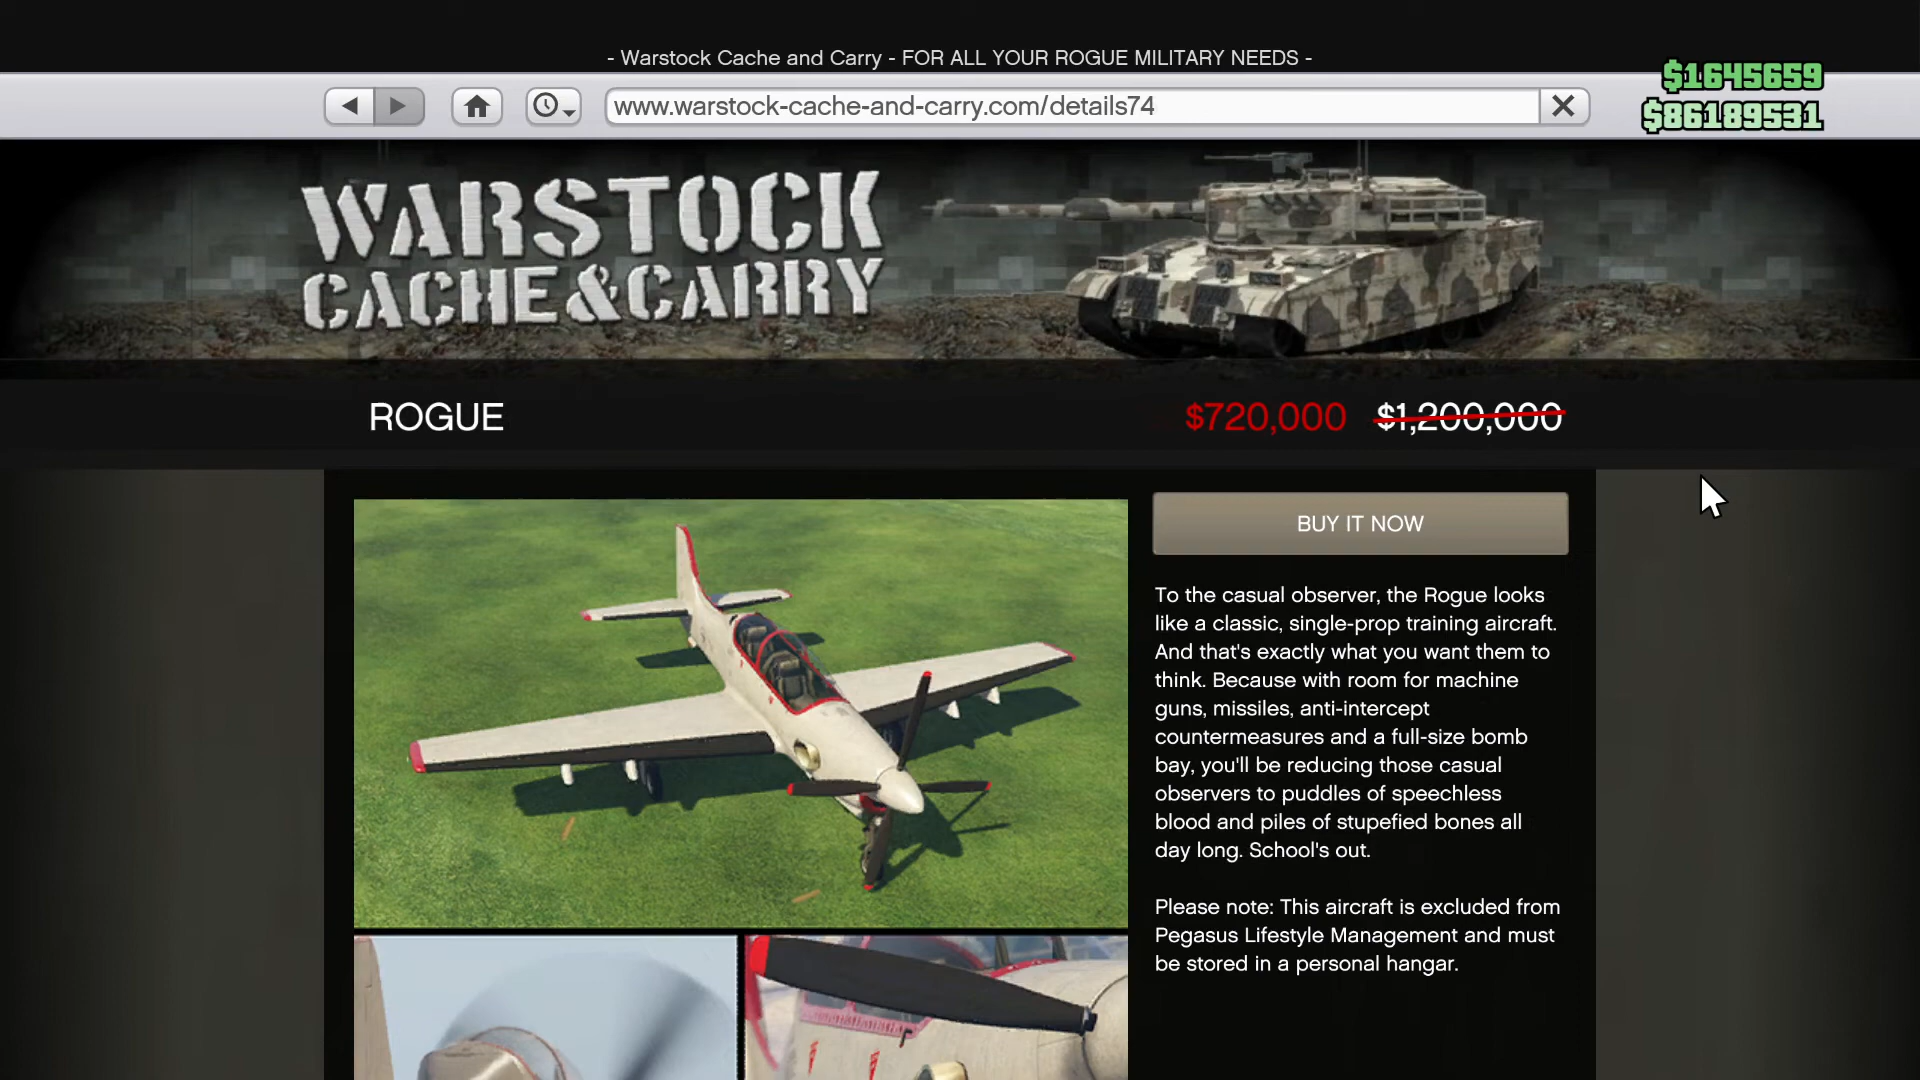 - Warstock Cache and Carry - FOR ALL YOUR ROGUE MILITARY NEEDS -
$1645659
www.warstock-cache-and-carry.com/details74
$86189531
WARSTOCK
CACHE&CARRY
ROGUE
$720,000 $1,200,000
BUY IT NOW
To the casual observer, the Rogue looks
like a classic, single-prop training aircraft.
And that's exactly what you want them to
think. Because with room for machine
guns, missiles, anti-intercept
countermeasures and a full-size bomb
bay, you'll be reducing those casual
observers to puddles of speechless
blood and piles of stupefied bones all
day long. School's out.
Please note: This aircraft is excluded from
Pegasus Lifestyle Management and must
be stored in a personal hangar.